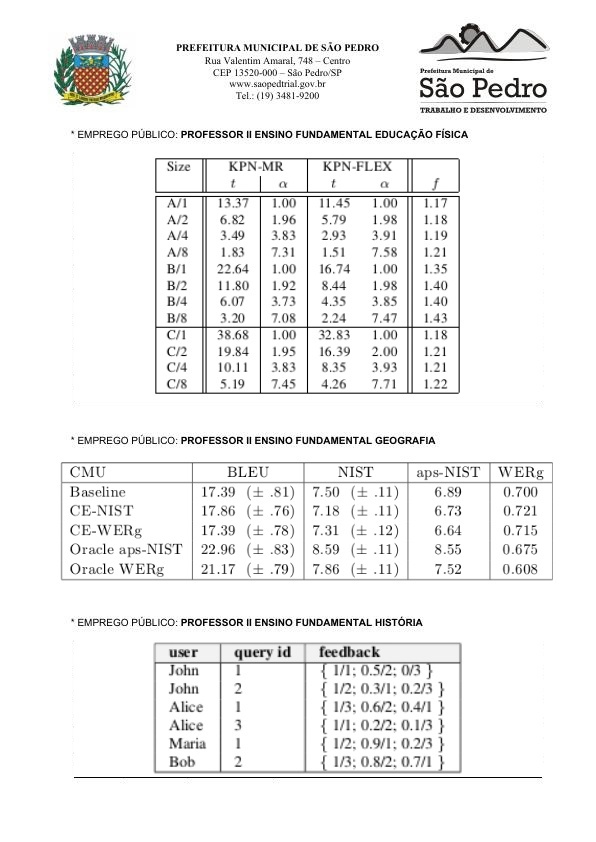 PREFEITURA MUNICIPAL DE SÃO PEDRO
Rua Valentim Amaral, 748 – Centro
CEP 13520-000 – São Pedro/SP
www.saopedtrial.gov.br
Tel.: (19) 3481-9200
Prefeitura Municipal de
São Pedro
TRABALHO E DESENVOLVIMENTO
* EMPREGO PÚBLICO: PROFESSOR II ENSINO FUNDAMENTAL EDUCAÇÃO FÍSICA
Size KPN-MR KPN-FLEX
t α t α f
A/1 13.37 1.00 11.45 1.00 1.17
A/2 6.82 1.96 5.79 1.98 1.18
A/4 3.49 3.83 2.93 3.91 1.19
A/8 1.83 7.31 1.51 7.58 1.21
B/1 22.64 1.00 16.74 1.00 1.35
B/2 11.80 1.92 8.44 1.98 1.40
B/4 6.07 3.73 4.35 3.85 1.40
B/8 3.20 7.08 2.24 7.47 1.43
C/1 38.68 1.00 32.83 1.00 1.18
C/2 19.84 1.95 16.39 2.00 1.21
C/4 10.11 3.83 8.35 3.93 1.21
C/8 5.19 7.45 4.26 7.71 1.22
* EMPREGO PÚBLICO: PROFESSOR II ENSINO FUNDAMENTAL GEOGRAFIA
CMU BLEU NIST aps-NIST WERg
Baseline 17.39 (± .81) 7.50 (± .11) 6.89 0.700
CE-NIST 17.86 (± .76) 7.18 (± .11) 6.73 0.721
CE-WERg 17.39 (± .78) 7.31 (± .12) 6.64 0.715
Oracle aps-NIST 22.96 (± .83) 8.59 (± .11) 8.55 0.675
Oracle WERg 21.17 (± .79) 7.86 (± .11) 7.52 0.608
* EMPREGO PÚBLICO: PROFESSOR II ENSINO FUNDAMENTAL HISTÓRIA
user query id feedback
John 1 { 1/1; 0.5/2; 0/3 }
John 2 { 1/2; 0.3/1; 0.2/3 }
Alice 1 { 1/3; 0.6/2; 0.4/1 }
Alice 3 { 1/1; 0.2/2; 0.1/3 }
Maria 1 { 1/2; 0.9/1; 0.2/3 }
Bob 2 { 1/3; 0.8/2; 0.7/1 }